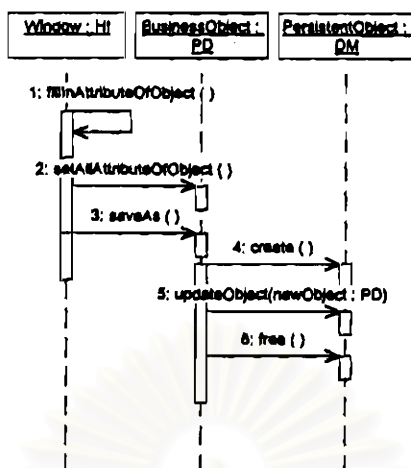 Window : HI
BusinessObject :
PD
PersistentObject :
DM
1: fillInAttributeOfObject ( )
2: setAllAttributeOfObject ( )
3: saveAs ( )
4: create ( )
5: updateObject(newObject : PD)
6: free ( )